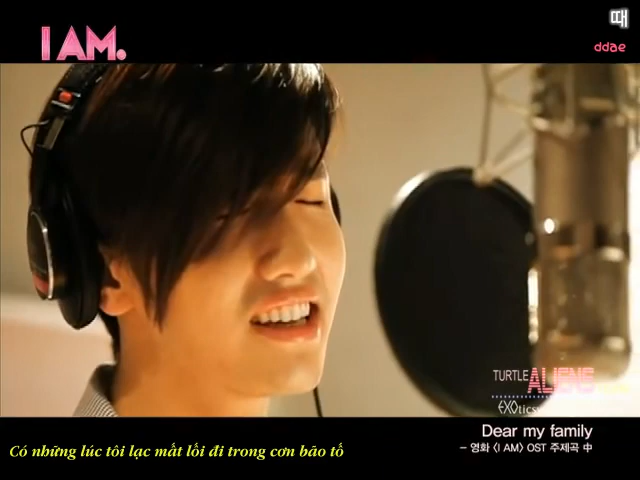 때
I AM.
ddae
TURTLE ALIENS
EXOtics
Dear my family
- 영화 <I AM> OST 주제곡 中
Có những lúc tôi lạc mất lối đi trong cơn bão tố